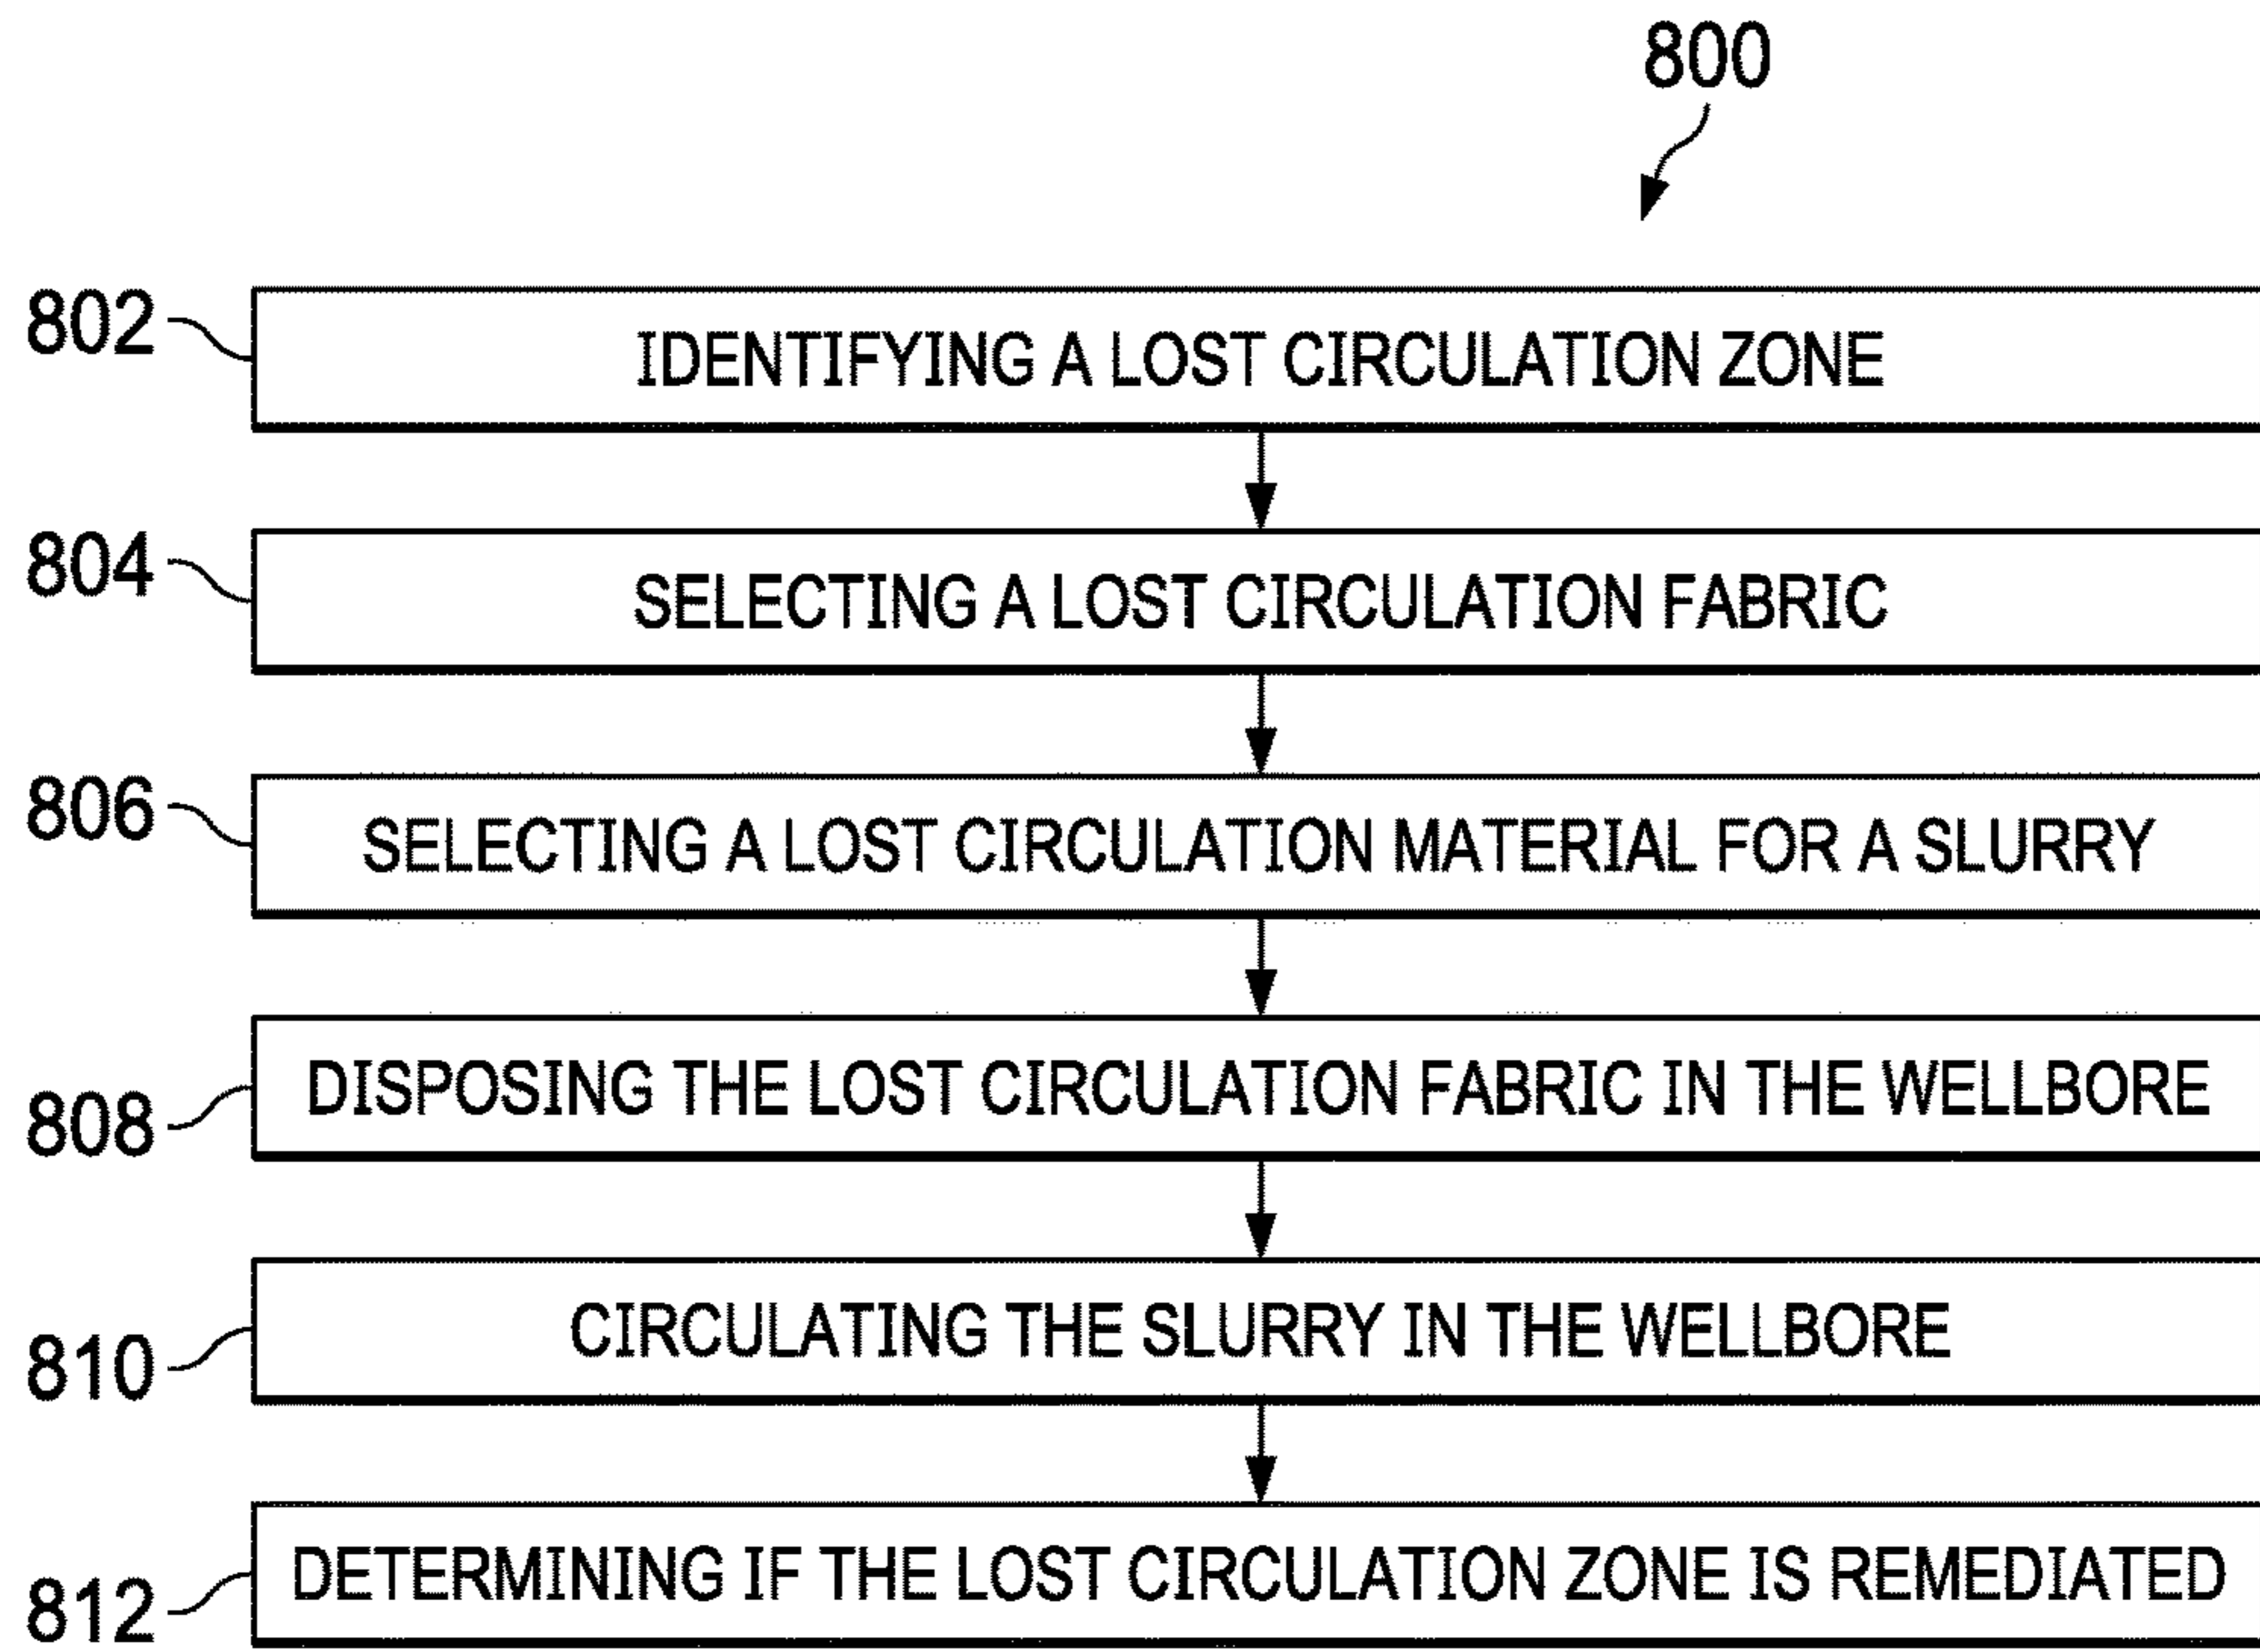 800
802 IDENTIFYING A LOST CIRCULATION ZONE
804 SELECTING A LOST CIRCULATION FABRIC
806 SELECTING A LOST CIRCULATION MATERIAL FOR A SLURRY
808 DISPOSING THE LOST CIRCULATION FABRIC IN THE WELLBORE
810 CIRCULATING THE SLURRY IN THE WELLBORE
812 DETERMINING IF THE LOST CIRCULATION ZONE IS REMEDIATED